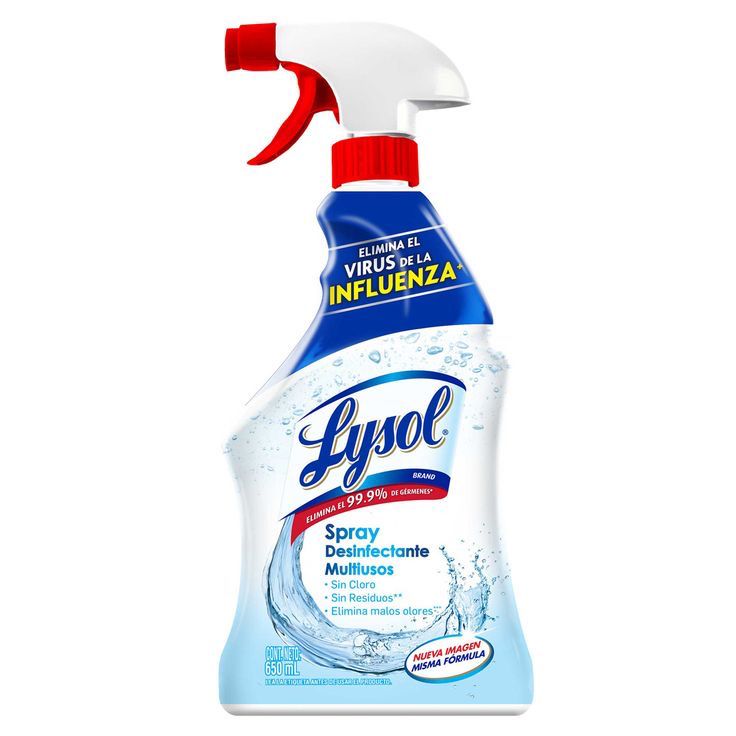 ELIMINA EL
VIRUS DE LA
INFLUENZA+
Lysol®
BRAND
ELIMINA EL 99.9% DE GÉRMENES*
Spray
Desinfectante
Multiusos
• Sin Cloro
• Sin Residuos**
• Elimina malos olores***
CONT. NETO:
650 mL
LEA LA ETIQUETA ANTES DE USAR EL PRODUCTO.
NUEVA IMAGEN
MISMA FÓRMULA